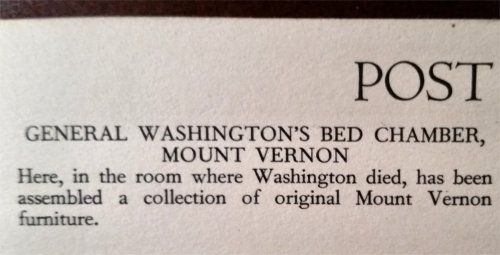 POST
GENERAL WASHINGTON'S BED CHAMBER,
MOUNT VERNON
Here, in the room where Washington died, has been
assembled a collection of original Mount Vernon
furniture.